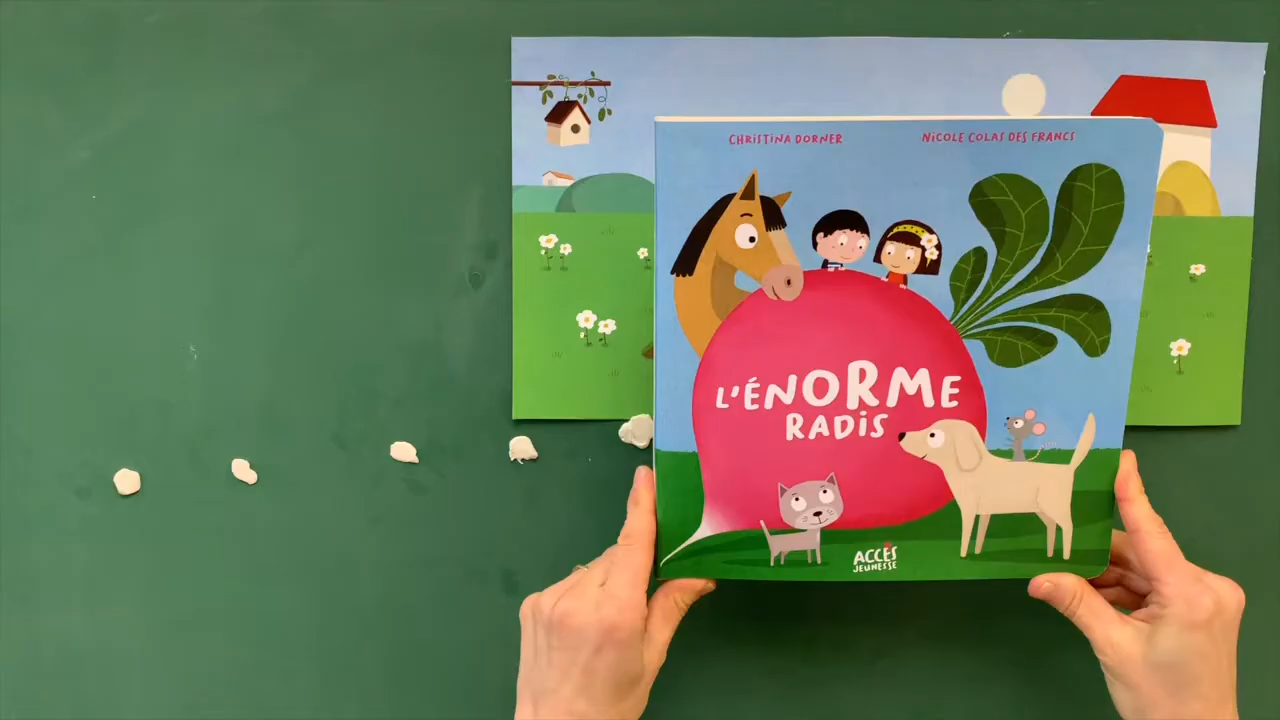 CHRISTINA DORNER
NICOLE COLAS DES FRANCS
L'ÉNORME
RADIS
ACCÈS
JEUNESSE